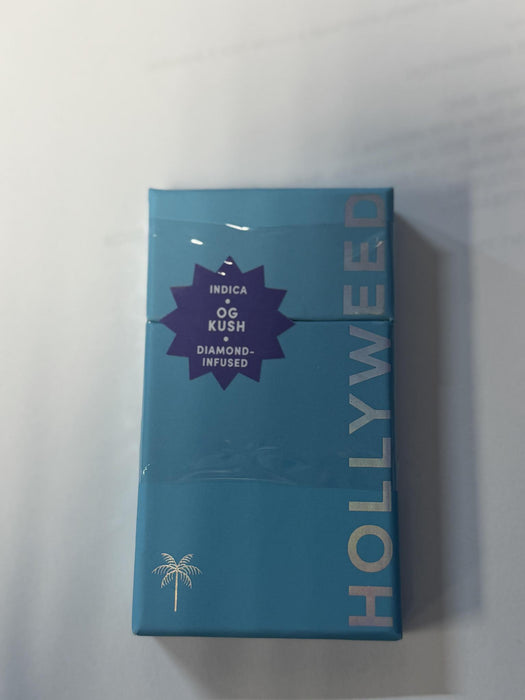 INDICA
OG
KUSH
DIAMOND-
INFUSED
HOLLYWEED